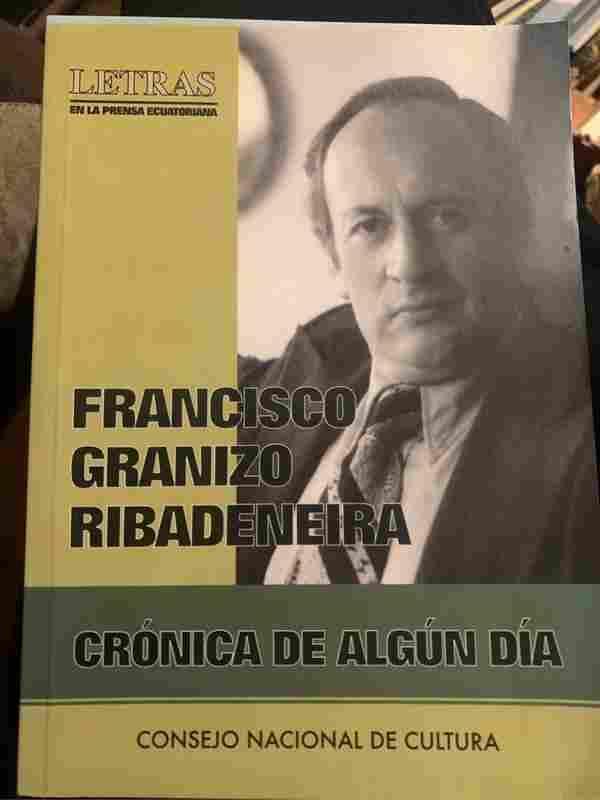 LETRAS
EN LA PRENSA ECUATORIANA
FRANCISCO
GRANIZO
RIBADENEIRA
CRÓNICA DE ALGÚN DÍA
CONSEJO NACIONAL DE CULTURA